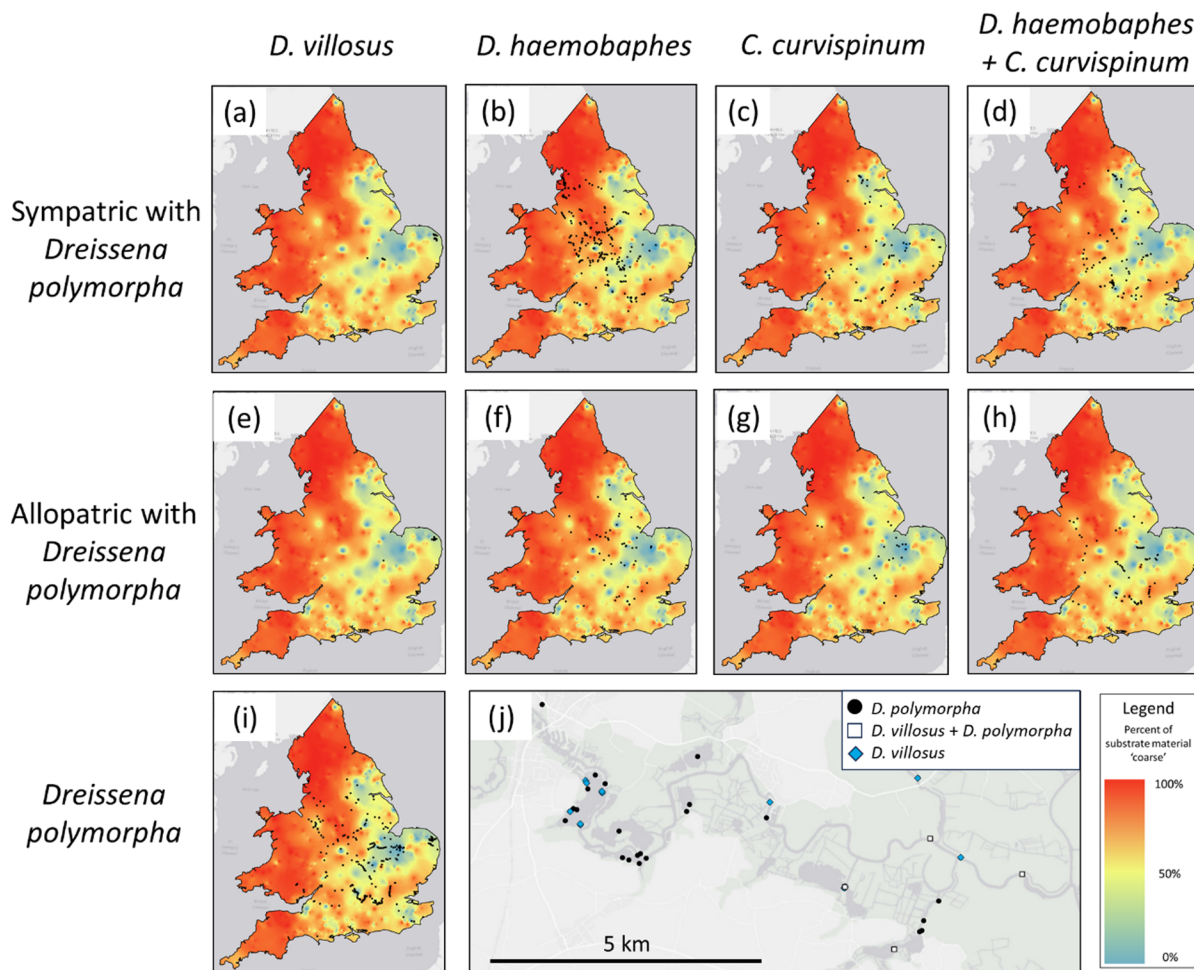 D. villosus
D. haemobaphes
C. curvispinum
D. haemobaphes
+ C. curvispinum
Sympatric with
Dreissena
polymorpha
(a)
(b)
(c)
(d)
Allopatric with
Dreissena
polymorpha
(e)
(f)
(g)
(h)
Dreissena
polymorpha
(i)
(j)
D. polymorpha
D. villosus + D. polymorpha
D. villosus
5 km
Legend
Percent of
substrate material
‘coarse’
100%
50%
0%